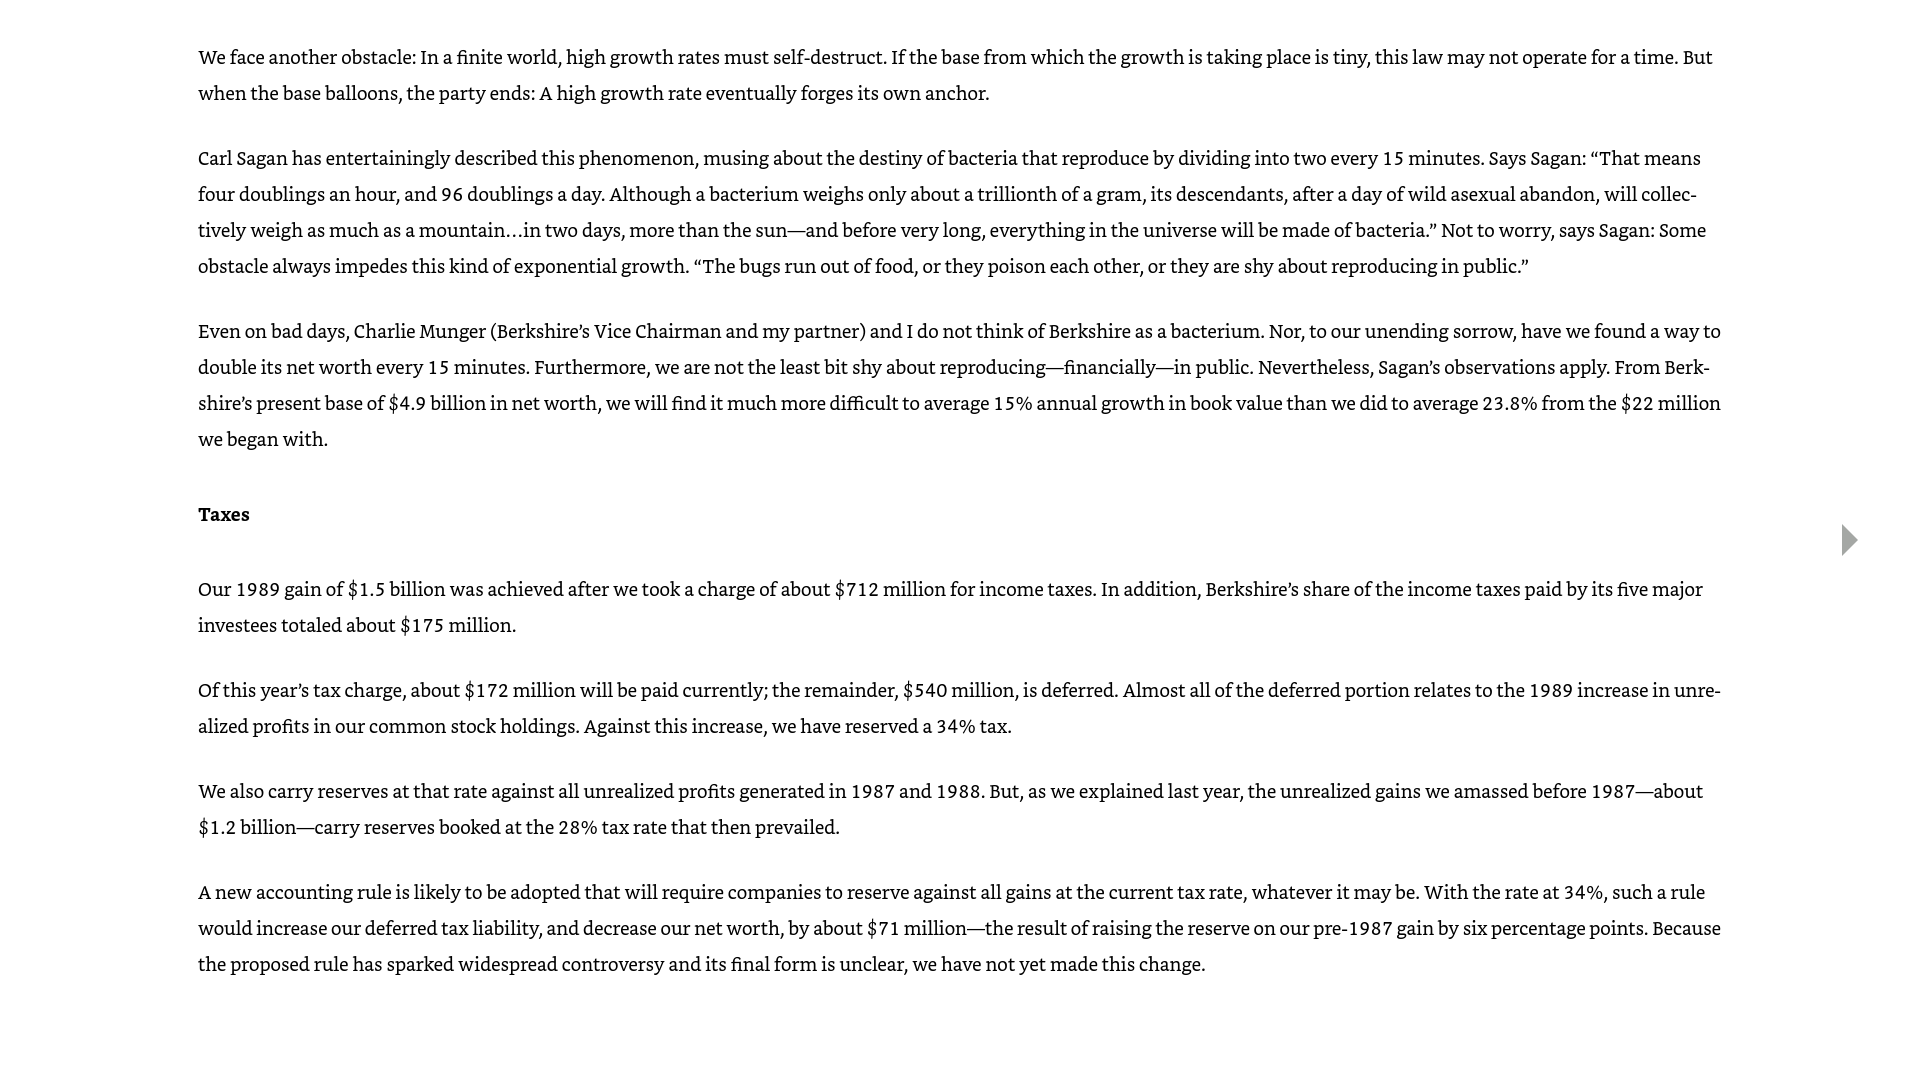 We face another obstacle: In a finite world, high growth rates must self-destruct. If the base from which the growth is taking place is tiny, this law may not operate for a time. But
when the base balloons, the party ends: A high growth rate eventually forges its own anchor.
Carl Sagan has entertainingly described this phenomenon, musing about the destiny of bacteria that reproduce by dividing into two every 15 minutes. Says Sagan: “That means
four doublings an hour, and 96 doublings a day. Although a bacterium weighs only about a trillionth of a gram, its descendants, after a day of wild asexual abandon, will collec-
tively weigh as much as a mountain…in two days, more than the sun—and before very long, everything in the universe will be made of bacteria.” Not to worry, says Sagan: Some
obstacle always impedes this kind of exponential growth. “The bugs run out of food, or they poison each other, or they are shy about reproducing in public.”
Even on bad days, Charlie Munger (Berkshire’s Vice Chairman and my partner) and I do not think of Berkshire as a bacterium. Nor, to our unending sorrow, have we found a way to
double its net worth every 15 minutes. Furthermore, we are not the least bit shy about reproducing—financially—in public. Nevertheless, Sagan’s observations apply. From Berk-
shire’s present base of $4.9 billion in net worth, we will find it much more difficult to average 15% annual growth in book value than we did to average 23.8% from the $22 million
we began with.
Taxes
Our 1989 gain of $1.5 billion was achieved after we took a charge of about $712 million for income taxes. In addition, Berkshire’s share of the income taxes paid by its five major
investees totaled about $175 million.
Of this year’s tax charge, about $172 million will be paid currently; the remainder, $540 million, is deferred. Almost all of the deferred portion relates to the 1989 increase in unre-
alized profits in our common stock holdings. Against this increase, we have reserved a 34% tax.
We also carry reserves at that rate against all unrealized profits generated in 1987 and 1988. But, as we explained last year, the unrealized gains we amassed before 1987—about
$1.2 billion—carry reserves booked at the 28% tax rate that then prevailed.
A new accounting rule is likely to be adopted that will require companies to reserve against all gains at the current tax rate, whatever it may be. With the rate at 34%, such a rule
would increase our deferred tax liability, and decrease our net worth, by about $71 million—the result of raising the reserve on our pre-1987 gain by six percentage points. Because
the proposed rule has sparked widespread controversy and its final form is unclear, we have not yet made this change.